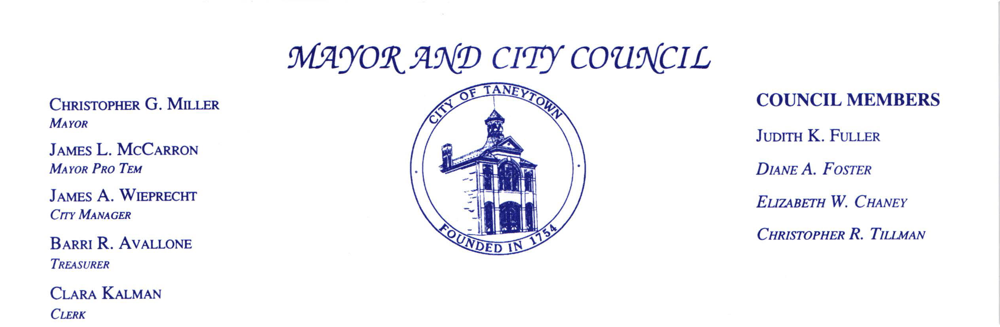 MAYOR AND CITY COUNCIL
CHRISTOPHER G. MILLER
MAYOR
JAMES L. MCCARRON
MAYOR PRO TEM
JAMES A. WIEPRECHT
CITY MANAGER
BARRI R. AVALLONE
TREASURER
CLARA KALMAN
CLERK
CITY OF TANEYTOWN
FOUNDED IN 1754
COUNCIL MEMBERS
JUDITH K. FULLER
DIANE A. FOSTER
ELIZABETH W. CHANEY
CHRISTOPHER R. TILLMAN